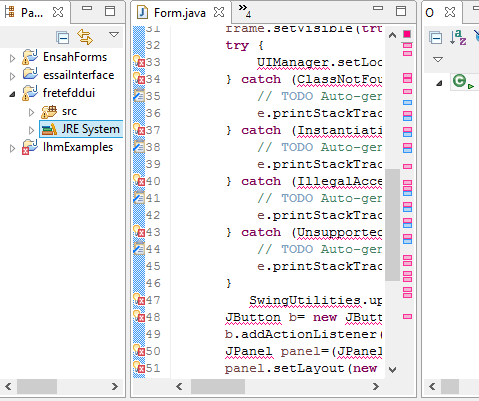 Pa
Form.java
4
O
EnsahForms
essaiInterface
fretefddui
src
JRE System
IhmExamples
31 frame.setVisible(tru
32 try {
33 UIManager.setLoc
34 } catch (ClassNotFou
35 // TODO Auto-gen
36 e.printStackTrac
37 } catch (Instantiati
38 // TODO Auto-gen
39 e.printStackTrac
40 } catch (IllegalAcce
41 // TODO Auto-gen
42 e.printStackTrac
43 } catch (Unsupported
44 // TODO Auto-gen
45 e.printStackTrac
46 }
47 SwingUtilities.up
48 JButton b= new JButt
49 b.addActionListener(
50 JPanel panel=(JPanel
51 panel.setLayout(new